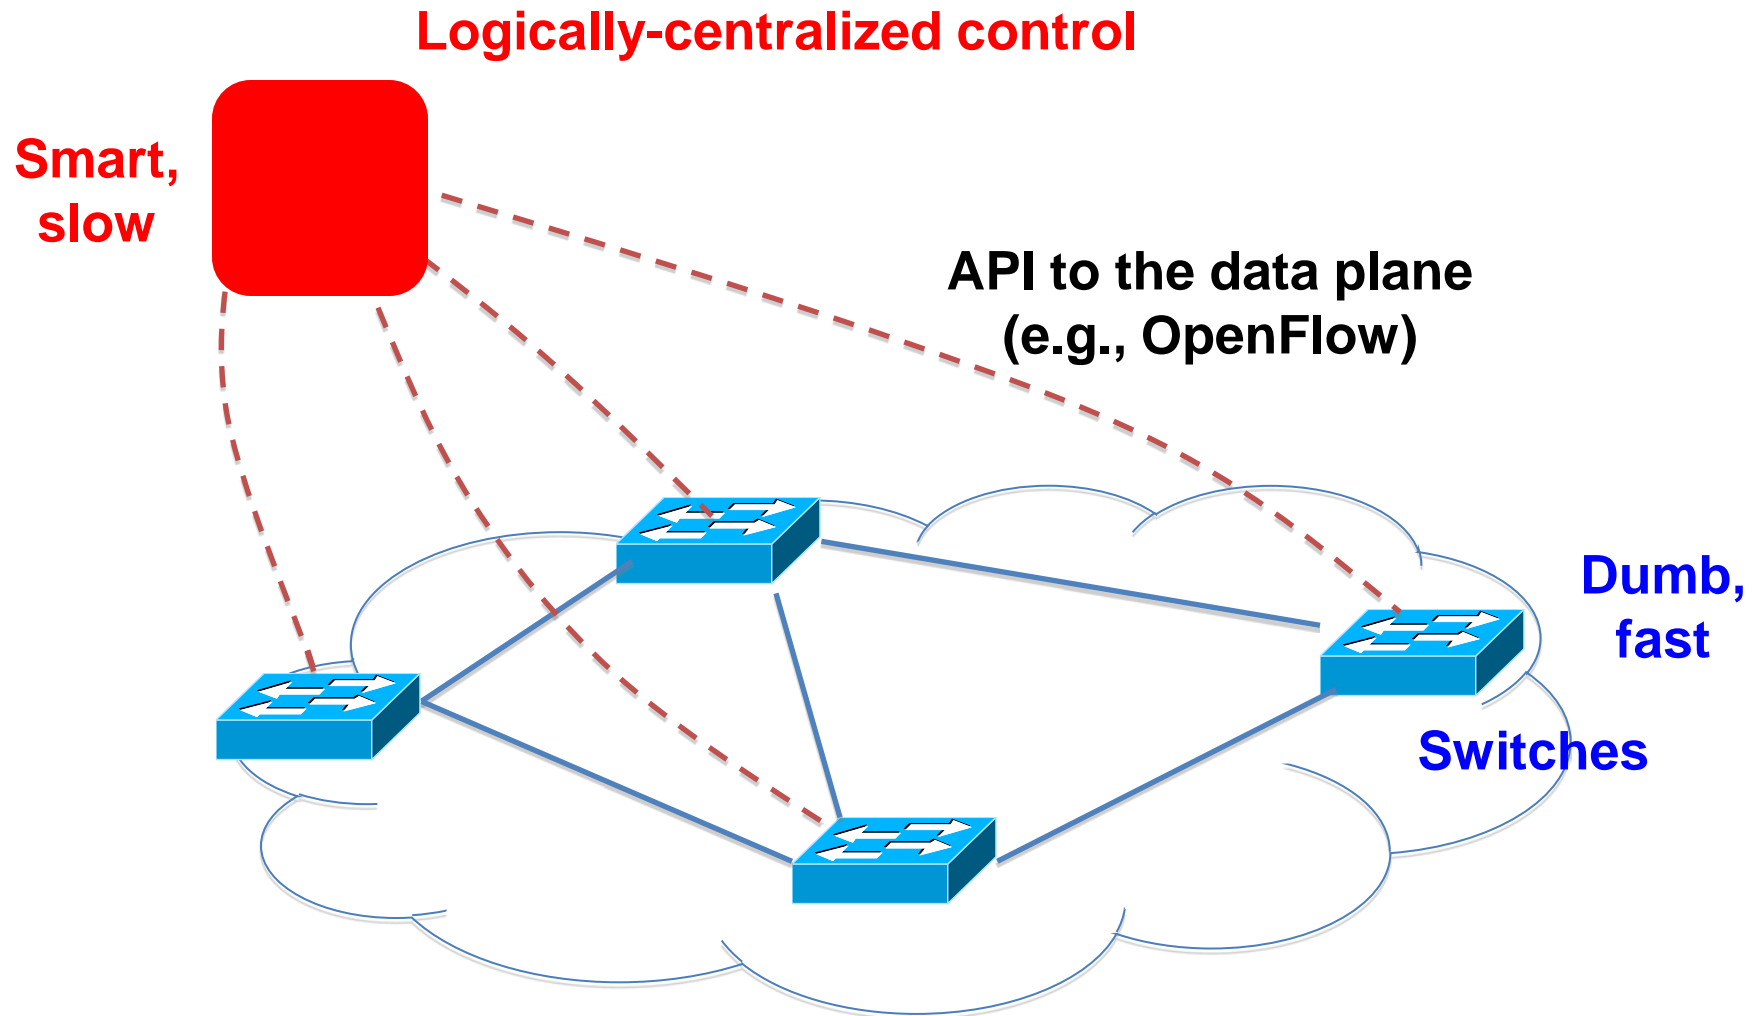 Logically-centralized control
Smart,
slow
API to the data plane
(e.g., OpenFlow)
Dumb,
fast
Switches